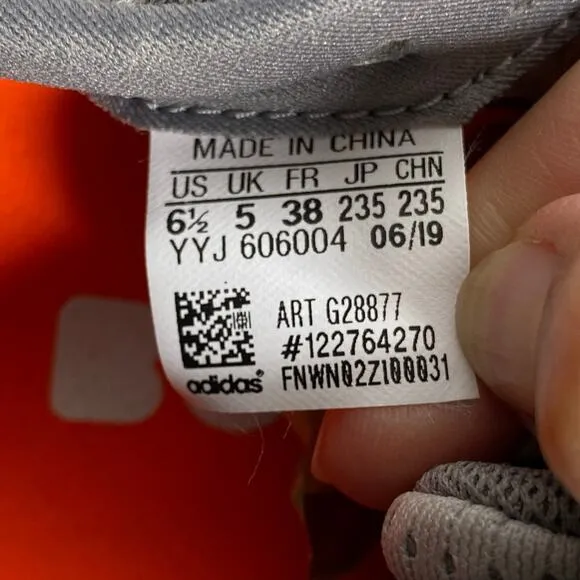 MADE IN CHINA
US UK FR JP CHN
6½ 5 38 235 235
YYJ 606004 06/19
ART G28877
#122764270
adidas®
FNWN02ZI00031